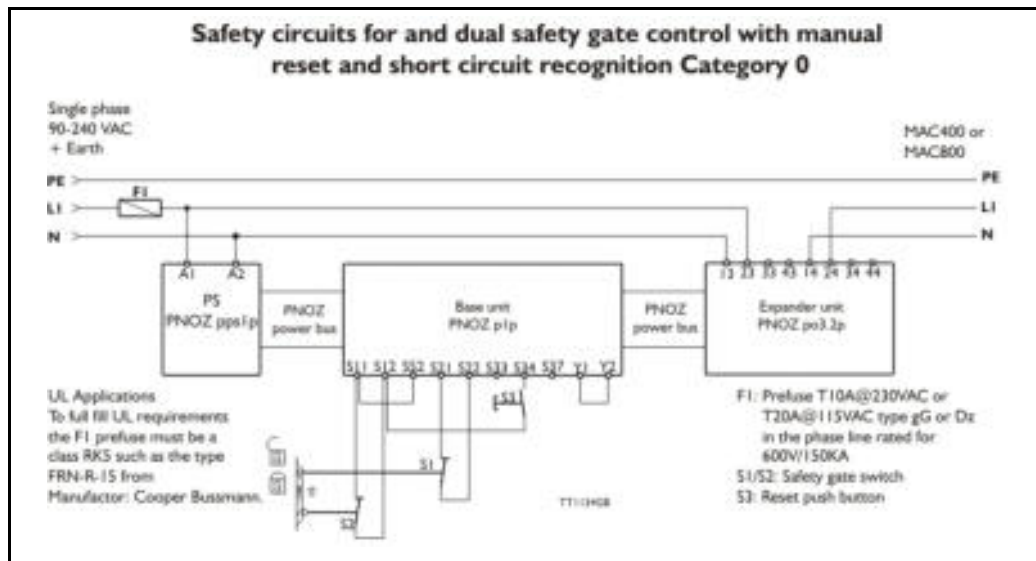 Safety circuits for and dual safety gate control with manual
reset and short circuit recognition Category 0
Single phase
90-240 VAC
+ Earth
MAC400 or
MAC800
PE
F1
PE
L1
L1
N
N
A1 A2
13 23 33 43 14 24 34 44
PS
PNOZ pps1p
PNOZ
power bus
Base unit
PNOZ p1p
PNOZ
power bus
Expander unit
PNOZ po3.2p
S11 S12 S52 S21 S22 S33 S34 S37 Y1 Y2
UL Applications
To full fill UL requirements
the F1 prefuse must be a
class RK5 such as the type
FRN-R-15 from
Manufactor: Cooper Bussmann.
S3
S1
S2
TT1134GB
F1: Prefuse T10A@230VAC or
T20A@115VAC type gG or Dz
in the phase line rated for
600V/150KA
S1/S2: Safety gate switch
S3: Reset push button